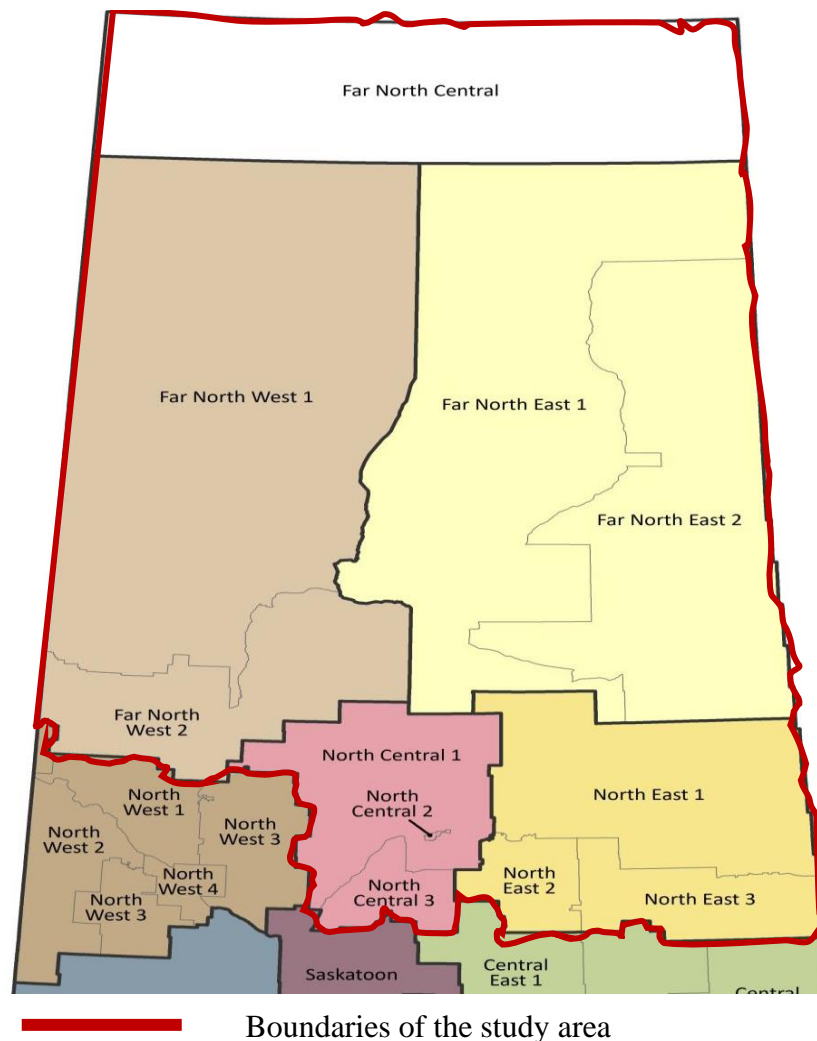 Far North Central
Far North West 1
Far North East 1
Far North East 2
Far North
West 2
North Central 1
North
West 1
North
Central 2
North East 1
North
West 2
North
West 3
North
West 4
North
West 3
North
Central 3
North
East 2
North East 3
Saskatoon
Central
East 1
Central
Boundaries of the study area